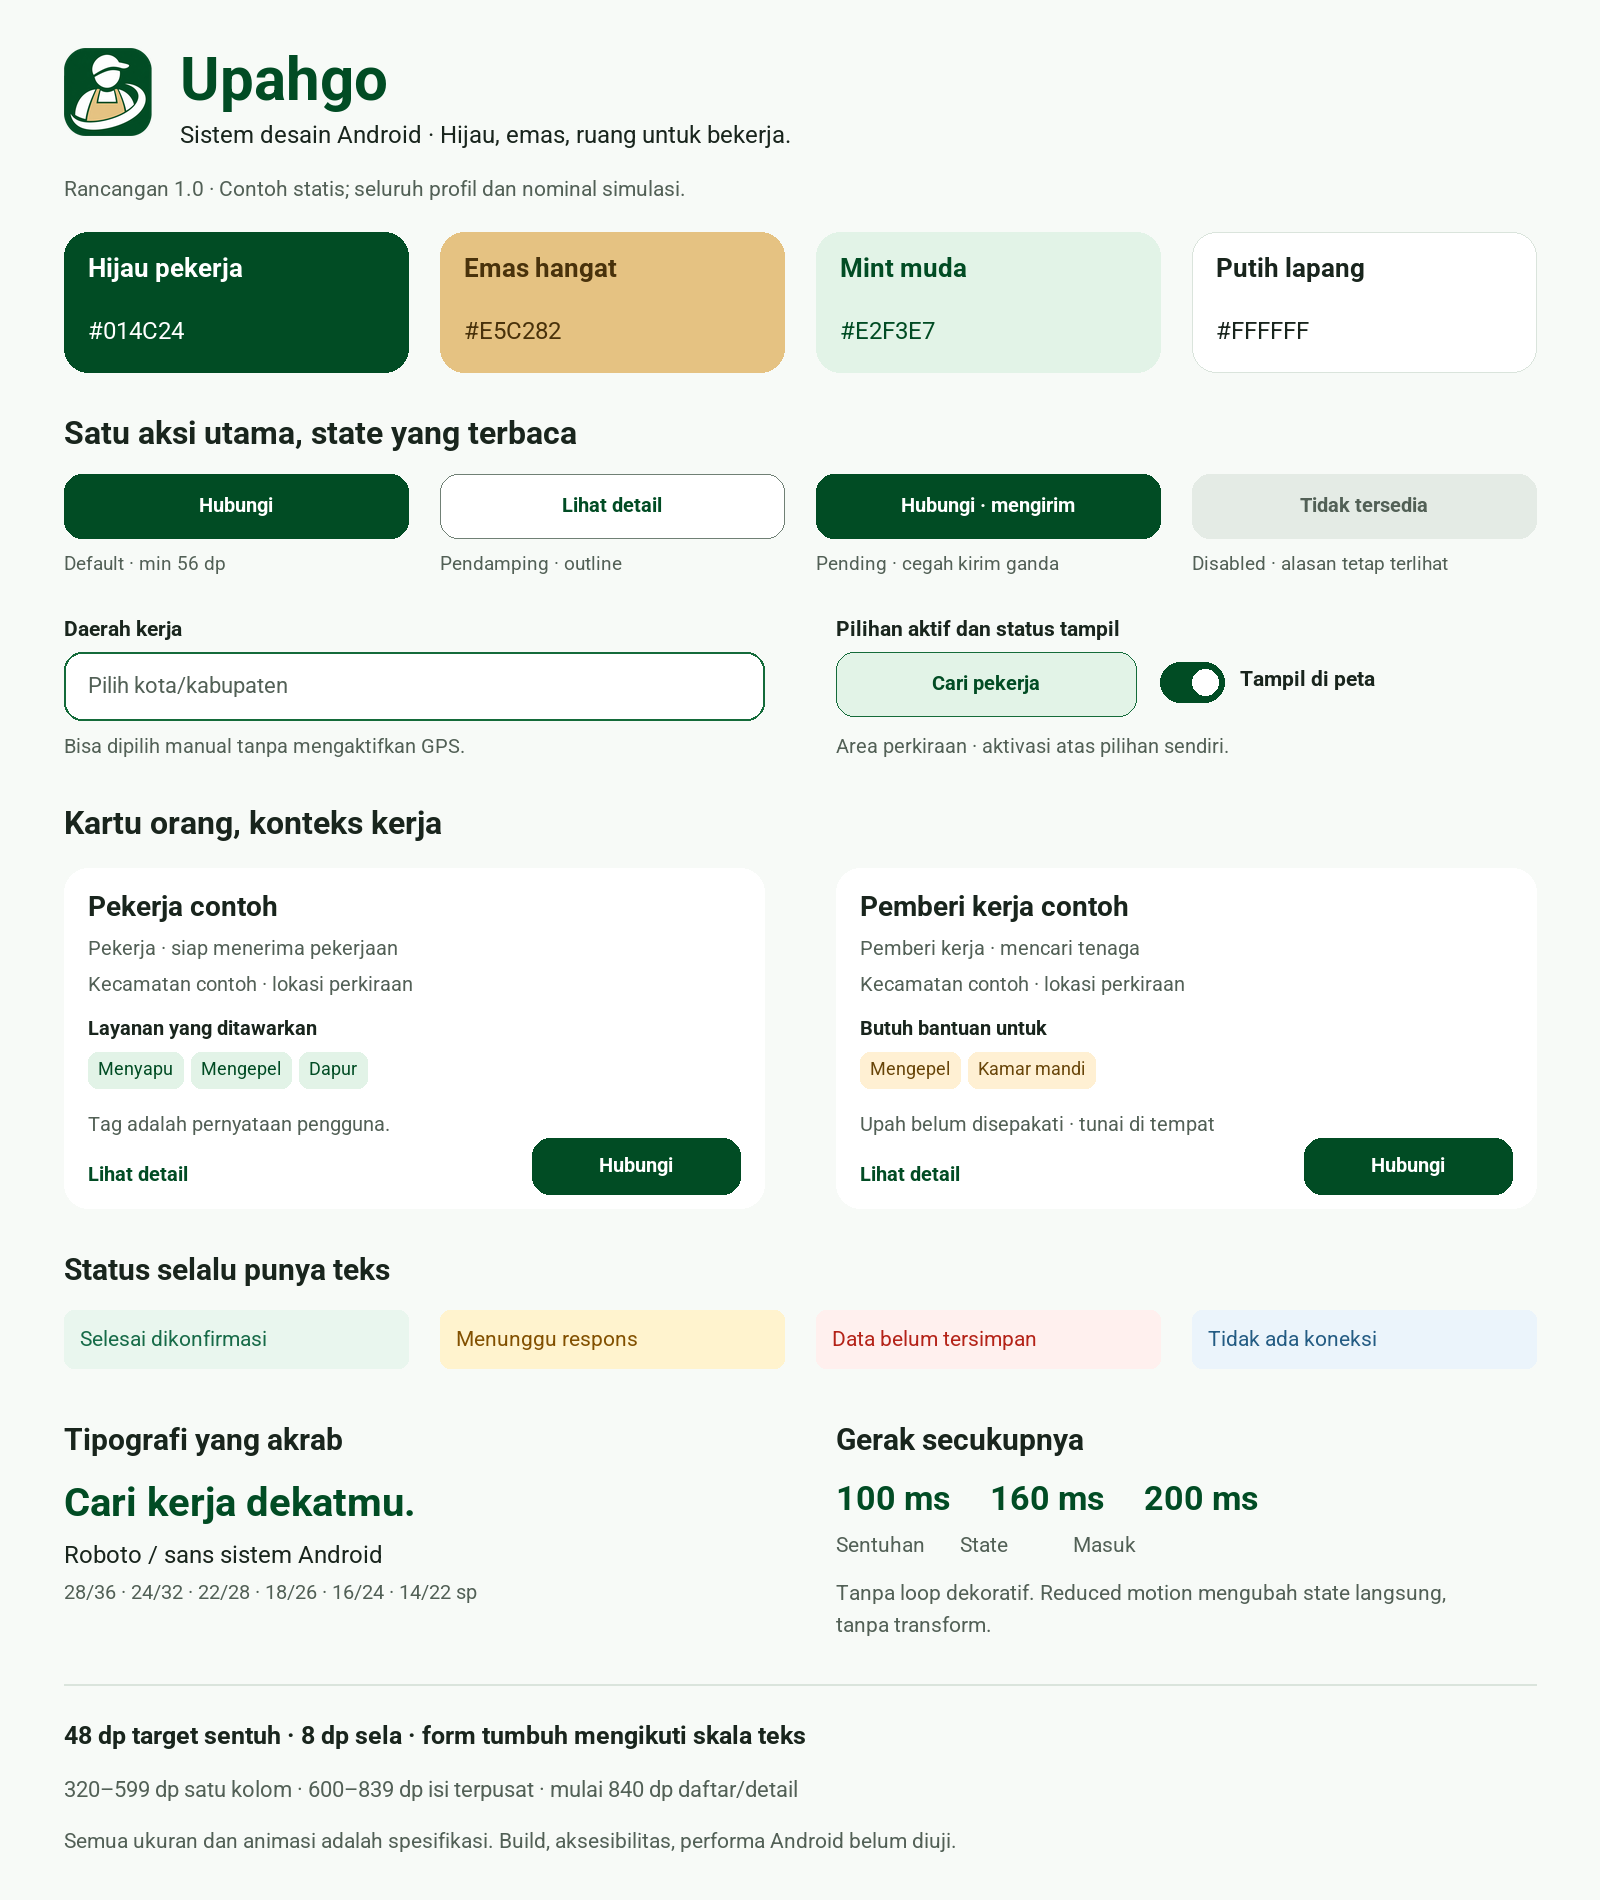 Upahgo
Sistem desain Android · Hijau, emas, ruang untuk bekerja.
Rancangan 1.0 · Contoh statis; seluruh profil dan nominal simulasi.
Hijau pekerja
#014C24
Emas hangat
#E5C282
Mint muda
#E2F3E7
Putih lapang
#FFFFFF
Satu aksi utama, state yang terbaca
Hubungi
Default · min 56 dp
Lihat detail
Pendamping · outline
Hubungi · mengirim
Pending · cegah kirim ganda
Tidak tersedia
Disabled · alasan tetap terlihat
Daerah kerja
Pilih kota/kabupaten
Bisa dipilih manual tanpa mengaktifkan GPS.
Pilihan aktif dan status tampil
Cari pekerja
Tampil di peta
Area perkiraan · aktivasi atas pilihan sendiri.
Kartu orang, konteks kerja
Pekerja contoh
Pekerja · siap menerima pekerjaan
Kecamatan contoh · lokasi perkiraan
Layanan yang ditawarkan
Menyapu Mengepel Dapur
Tag adalah pernyataan pengguna.
Lihat detail
Hubungi
Pemberi kerja contoh
Pemberi kerja · mencari tenaga
Kecamatan contoh · lokasi perkiraan
Butuh bantuan untuk
Mengepel Kamar mandi
Upah belum disepakati · tunai di tempat
Lihat detail
Hubungi
Status selalu punya teks
Selesai dikonfirmasi
Menunggu respons
Data belum tersimpan
Tidak ada koneksi
Tipografi yang akrab
Cari kerja dekatmu.
Roboto / sans sistem Android
28/36 · 24/32 · 22/28 · 18/26 · 16/24 · 14/22 sp
Gerak secukupnya
100 ms 160 ms 200 ms
Sentuhan State Masuk
Tanpa loop dekoratif. Reduced motion mengubah state langsung,
tanpa transform.
48 dp target sentuh · 8 dp sela · form tumbuh mengikuti skala teks
320–599 dp satu kolom · 600–839 dp isi terpusat · mulai 840 dp daftar/detail
Semua ukuran dan animasi adalah spesifikasi. Build, aksesibilitas, performa Android belum diuji.